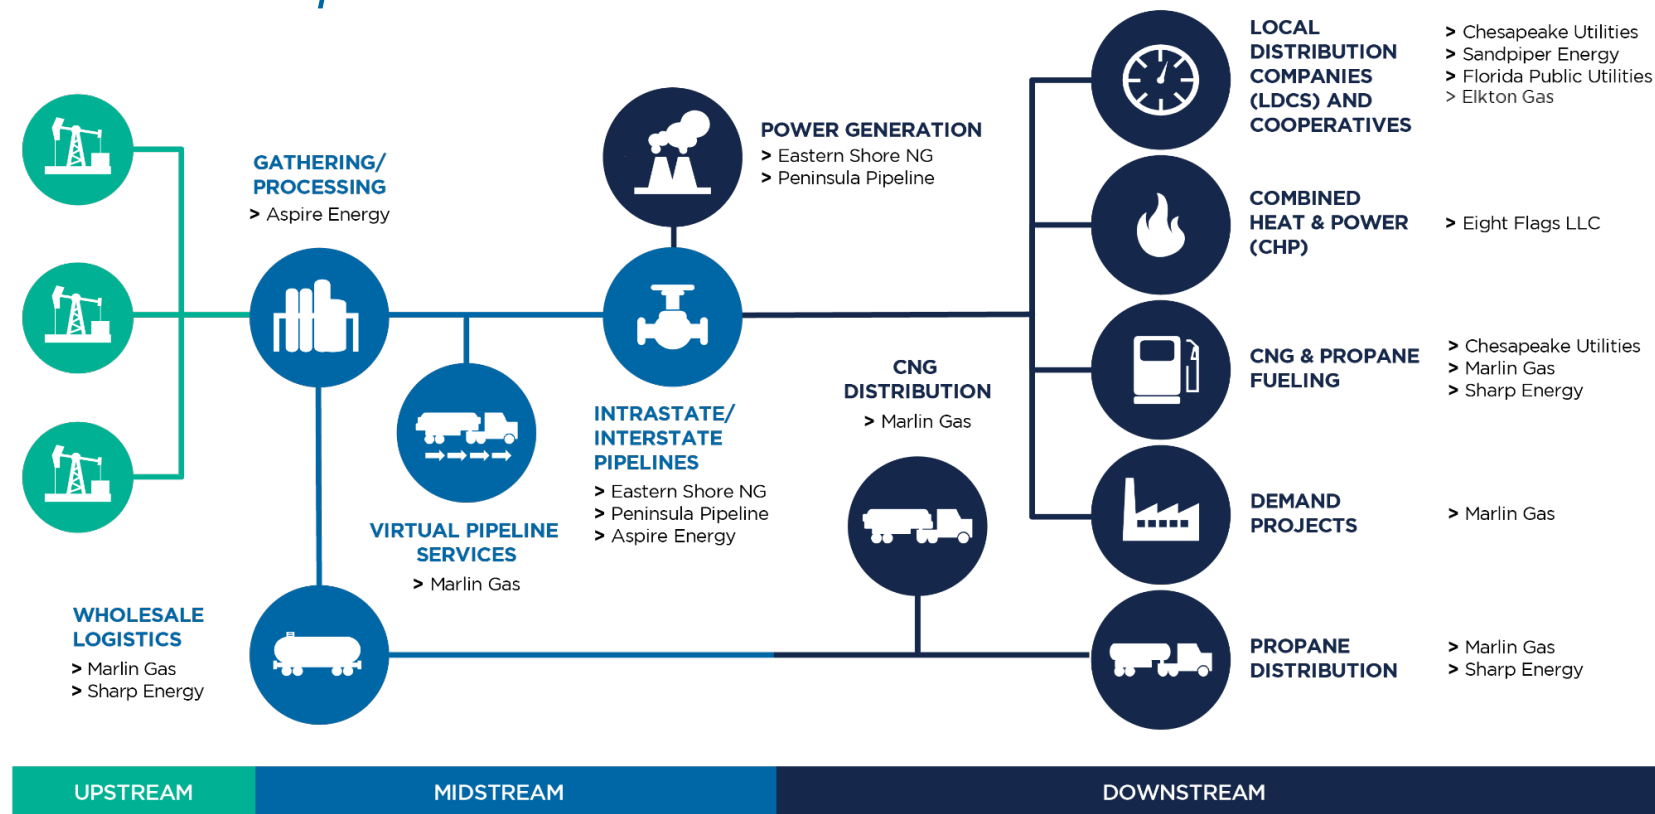 GATHERING/
PROCESSING
> Aspire Energy
POWER GENERATION
> Eastern Shore NG
> Peninsula Pipeline
LOCAL
DISTRIBUTION
COMPANIES
(LDCS) AND
COOPERATIVES
> Chesapeake Utilities
> Sandpiper Energy
> Florida Public Utilities
> Elkton Gas
COMBINED
HEAT & POWER
(CHP)
> Eight Flags LLC
CNG & PROPANE
FUELING
> Chesapeake Utilities
> Marlin Gas
> Sharp Energy
CNG
DISTRIBUTION
> Marlin Gas
INTRASTATE/
INTERSTATE
PIPELINES
> Eastern Shore NG
> Peninsula Pipeline
> Aspire Energy
VIRTUAL PIPELINE
SERVICES
> Marlin Gas
DEMAND
PROJECTS
> Marlin Gas
WHOLESALE
LOGISTICS
> Marlin Gas
> Sharp Energy
PROPANE
DISTRIBUTION
> Marlin Gas
> Sharp Energy
UPSTREAM
MIDSTREAM
DOWNSTREAM